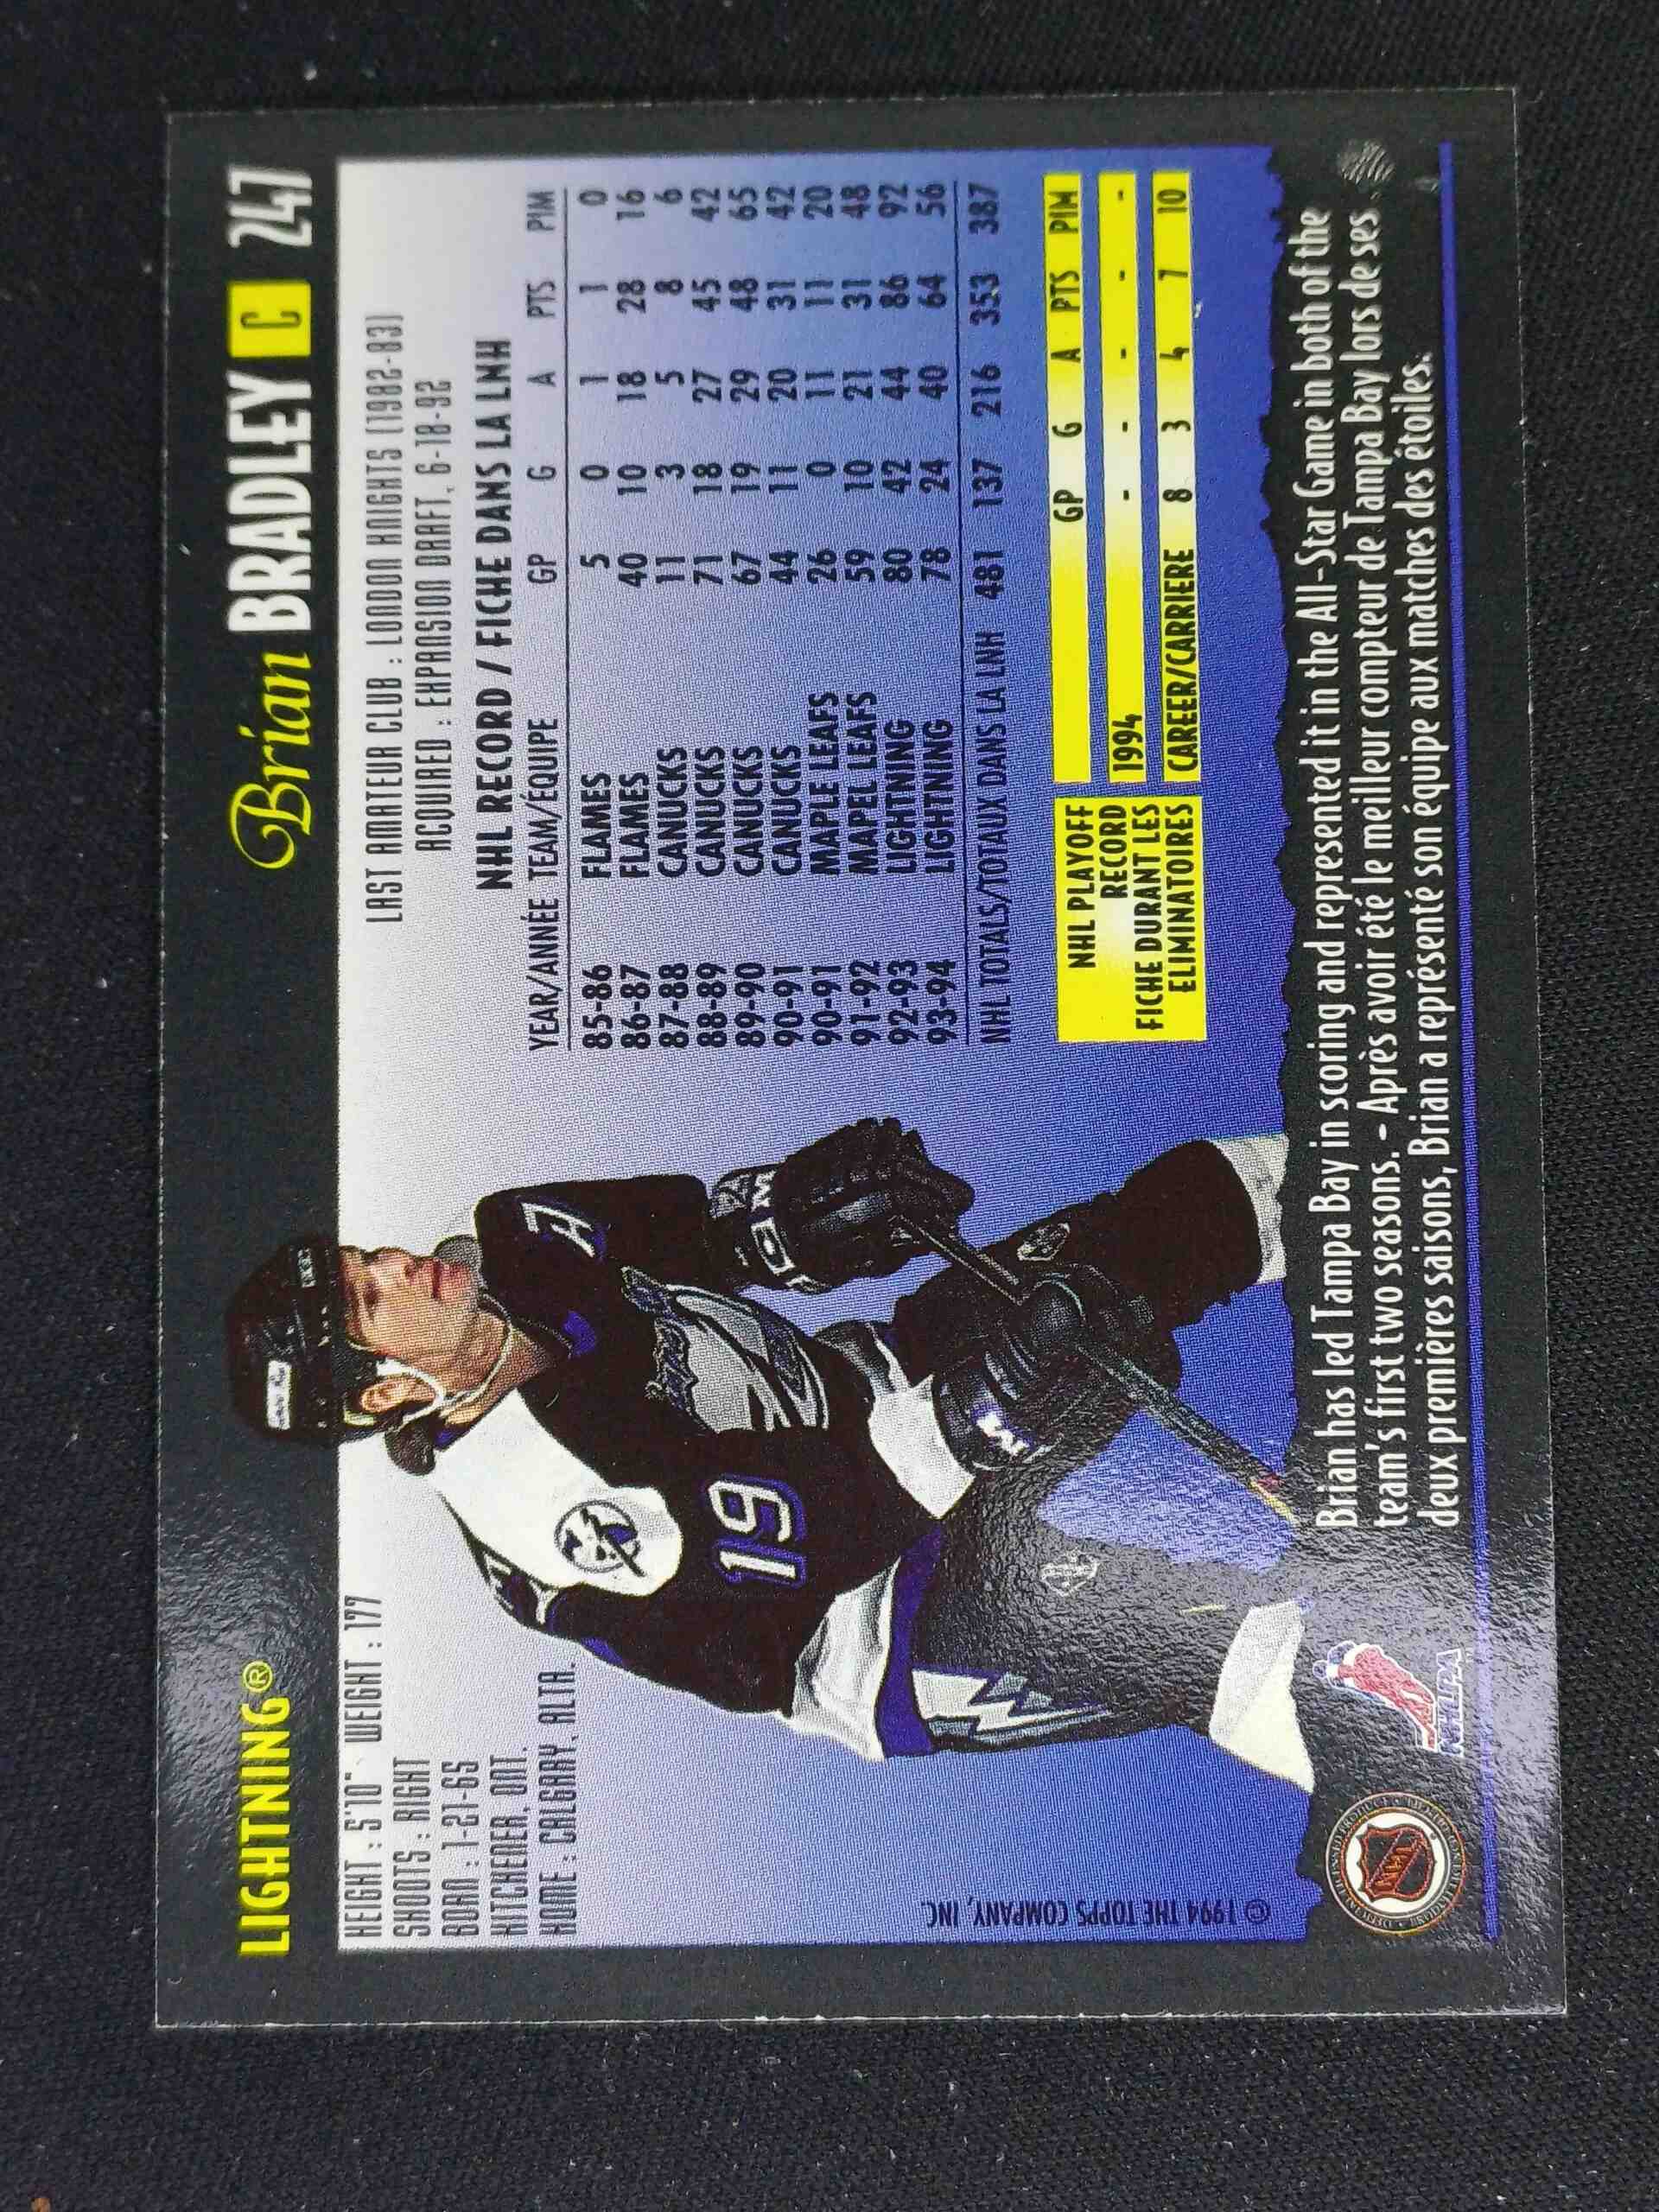 LIGHTNING®
Brian BRADLEY C 247
HEIGHT : 5'10" WEIGHT : 177
SHOOTS : RIGHT
BORN : 1-21-65
KITCHENER, ONT.
HOME : CALGARY, ALTA.
LAST AMATEUR CLUB : LONDON KNIGHTS (1982-83)
ACQUIRED : EXPANSION DRAFT, 6-18-92
NHL RECORD / FICHE DANS LA LNH
YEAR/ANNÉE TEAM/ÉQUIPE GP G A PTS PIM
85-86 FLAMES 5 0 1 1 0
86-87 FLAMES 40 10 18 28 16
87-88 CANUCKS 11 3 5 8 6
88-89 CANUCKS 71 18 27 45 42
89-90 CANUCKS 67 19 29 48 65
90-91 CANUCKS 44 11 20 31 42
90-91 MAPLE LEAFS 26 0 11 11 20
91-92 MAPEL LEAFS 59 10 21 31 48
92-93 LIGHTNING 80 42 44 86 92
93-94 LIGHTNING 78 24 40 64 56
NHL TOTALS/TOTAUX DANS LA LNH 481 137 216 353 387
NHL PLAYOFF
RECORD
FICHE DURANT LES
ELIMINATOIRES
GP G A PTS PIM
1994 - - - - -
CAREER/CARRIERE 8 3 4 7 10
19
A
CCM
Tampa Bay
© 1994 THE TOPPS COMPANY, INC.
Brian has led Tampa Bay in scoring and represented it in the All-Star Game in both of the
team's first two seasons. - Après avoir été le meilleur compteur de Tampa Bay lors de ses
deux premières saisons, Brian a représenté son équipe aux matches des étoiles.
NHL
NHLPA